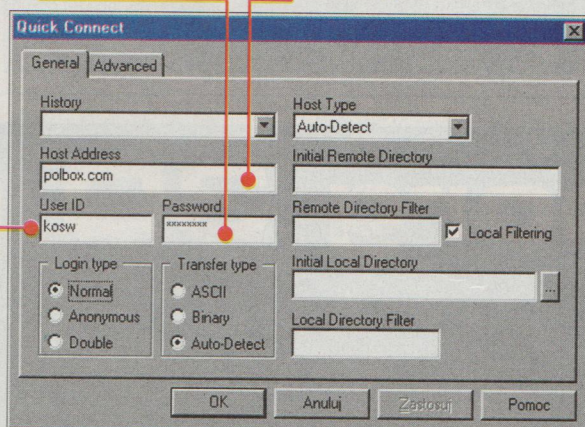 Quick Connect
General
Advanced
History
Host Type
Auto-Detect
Host Address
polbox.com
Initial Remote Directory
User ID
kosw
Password
xxxxxxxx
Remote Directory Filter
Local Filtering
Login type
Normal
Anonymous
Double
Transfer type
ASCII
Binary
Auto-Detect
Initial Local Directory
...
Local Directory Filter
OK
Anuluj
Zastosuj
Pomoc